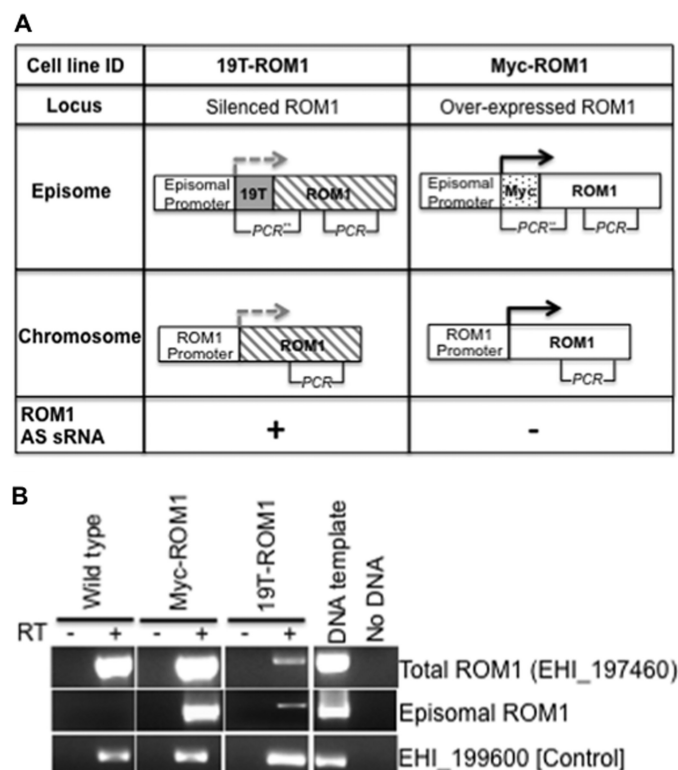 A
Cell line ID 19T-ROM1 Myc-ROM1
Locus Silenced ROM1 Over-expressed ROM1
Episome
Episomal Promoter 19T ROM1
PCR** PCR
Episomal Promoter Myc ROM1
PCR** PCR
Chromosome
ROM1 Promoter ROM1
PCR
ROM1 Promoter ROM1
PCR
ROM1 AS sRNA + -
B
Wild type Myc-ROM1 19T-ROM1 DNA template No DNA
RT - + - + - +
Total ROM1 (EHI_197460)
Episomal ROM1
EHI_199600 [Control]